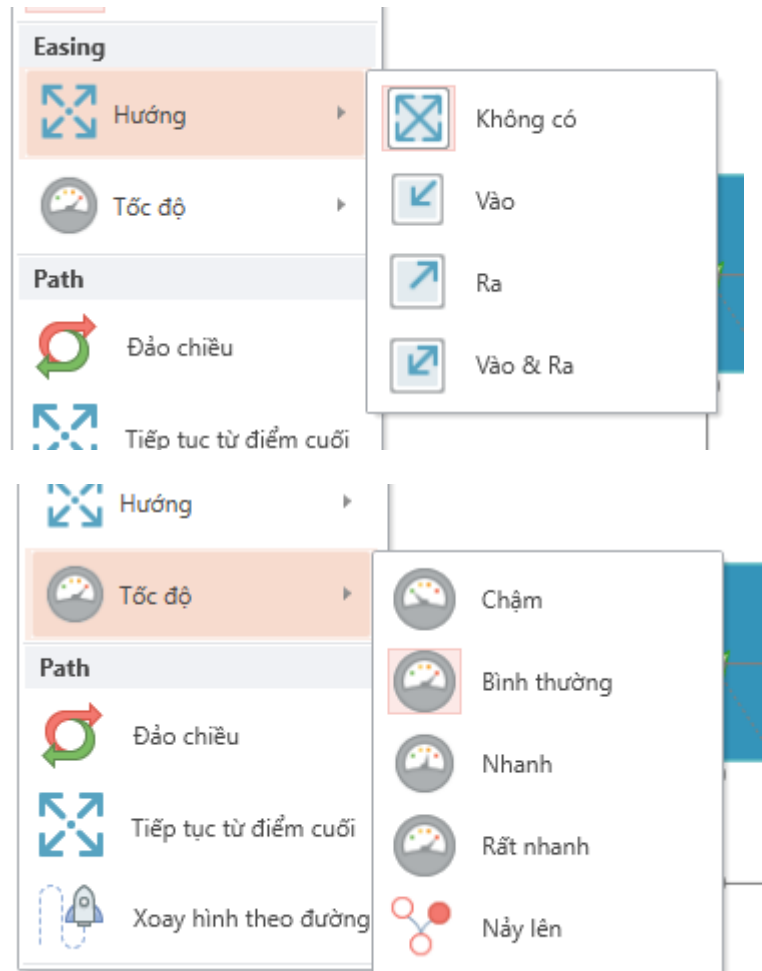 Easing
Hướng
Không có
Tốc độ
Vào
Path
Ra
Đảo chiều
Vào & Ra
Tiếp tục từ điểm cuối
Hướng
Tốc độ
Chậm
Path
Bình thường
Đảo chiều
Nhanh
Tiếp tục từ điểm cuối
Rất nhanh
Xoay hình theo đường
Nảy lên